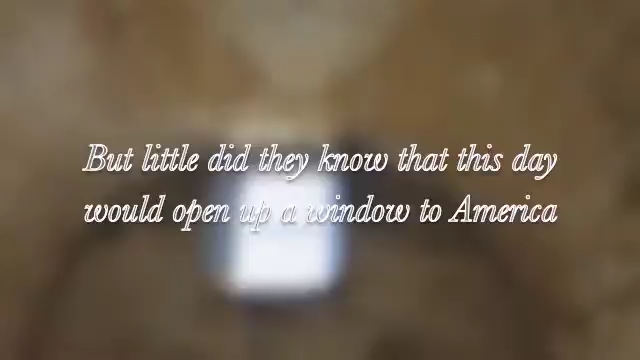 But little did they know that this day
would open up a window to America